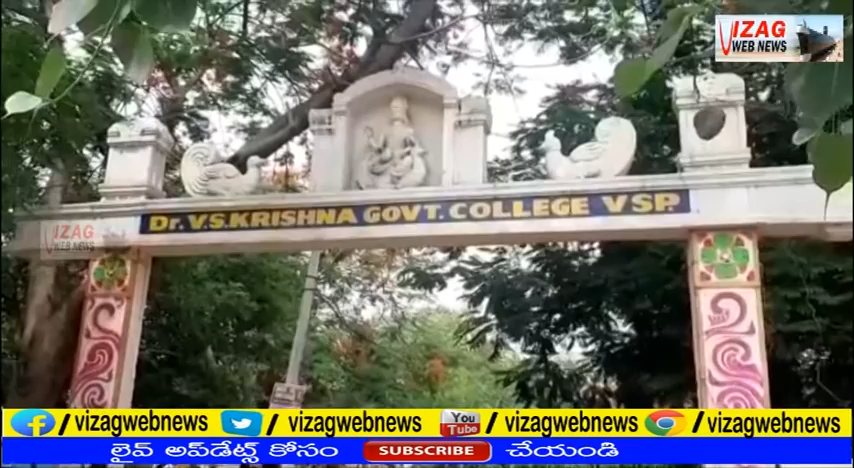 VIZAG
WEB NEWS
Dr. V.S.KRISHNA GOVT. COLLEGE VSP.
VIZAG
WEB NEWS
/vizagwebnews /vizagwebnews You Tube /vizagwebnews /vizagwebnews
లైవ్ అప్‌డేట్స్ కోసం SUBSCRIBE చేయండి